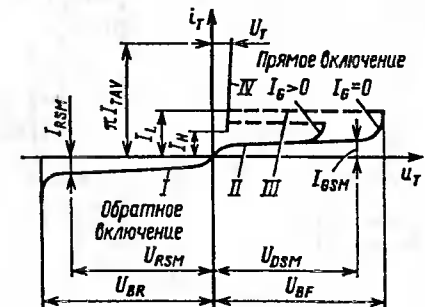 i_T
U_T
Прямое включение
I_G>0
I_G=0
πI_TAV
IV
I_RSM
I_L
I_H
I
II
III
I_GSM
u_T
Обратное включение
U_RSM
U_DSM
U_BR
U_BF